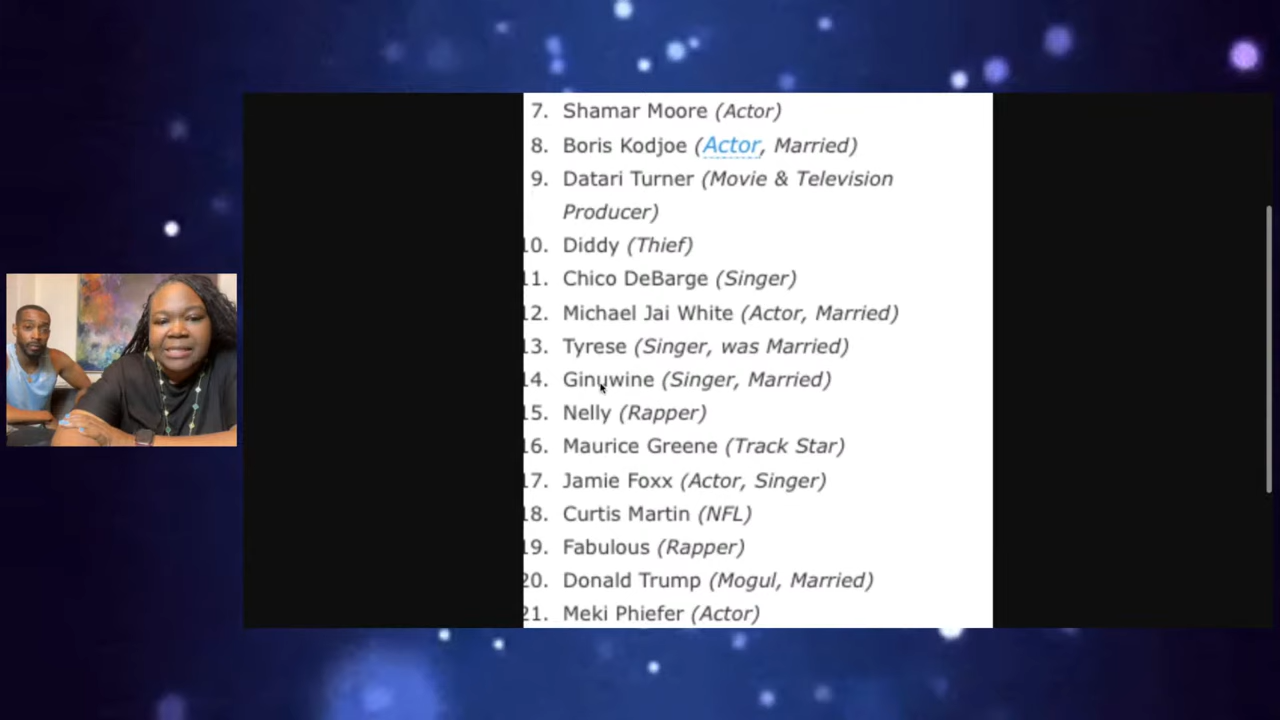 7. Shamar Moore (Actor)
8. Boris Kodjoe (Actor, Married)
9. Datari Turner (Movie & Television
Producer)
10. Diddy (Thief)
11. Chico DeBarge (Singer)
12. Michael Jai White (Actor, Married)
13. Tyrese (Singer, was Married)
14. Ginuwine (Singer, Married)
15. Nelly (Rapper)
16. Maurice Greene (Track Star)
17. Jamie Foxx (Actor, Singer)
18. Curtis Martin (NFL)
19. Fabulous (Rapper)
20. Donald Trump (Mogul, Married)
21. Meki Phiefer (Actor)